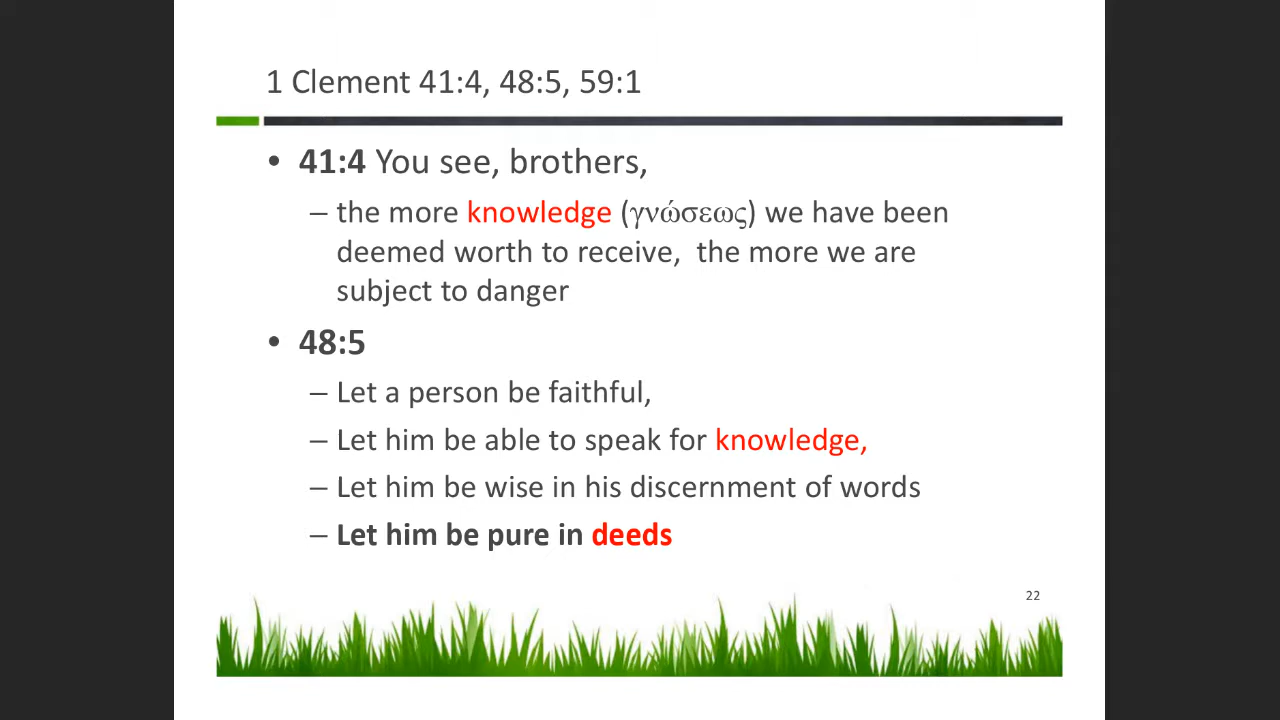 1 Clement 41:4, 48:5, 59:1
• 41:4 You see, brothers,
– the more knowledge (γνώσεως) we have been
deemed worth to receive,  the more we are
subject to danger
• 48:5
– Let a person be faithful,
– Let him be able to speak for knowledge,
– Let him be wise in his discernment of words
– Let him be pure in deeds
22